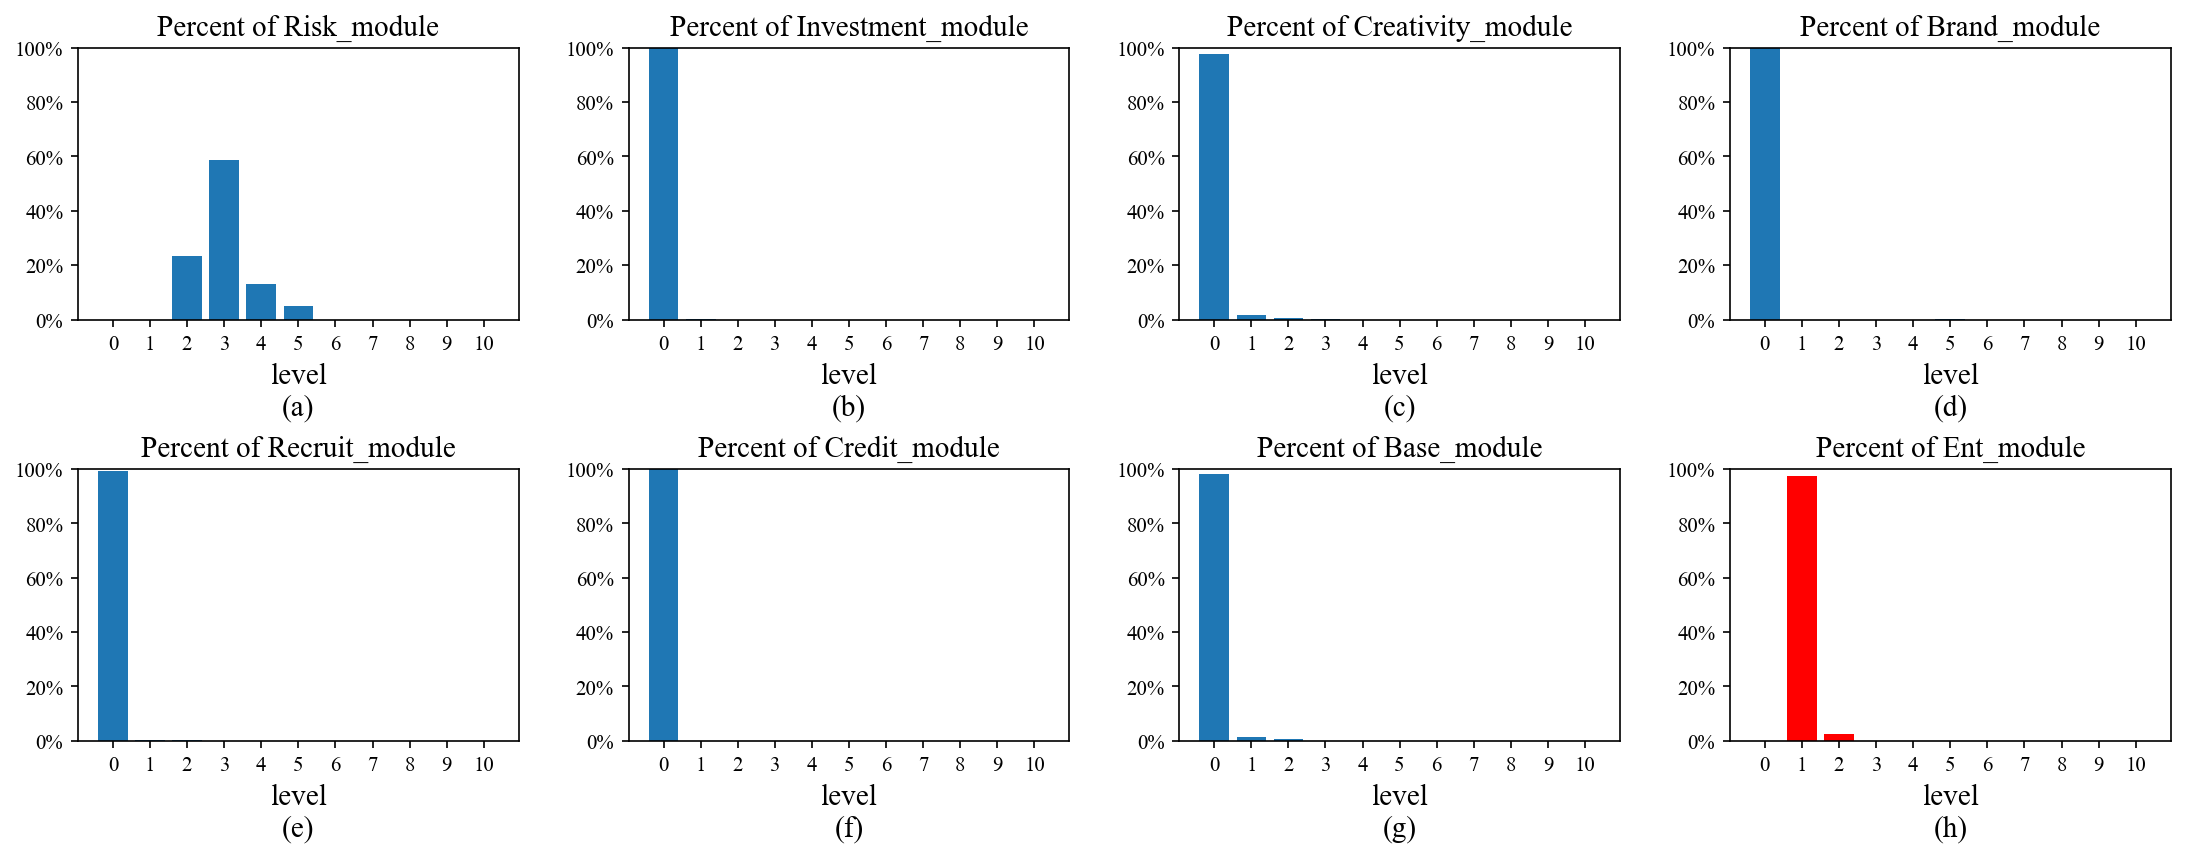 Percent of Risk_module
100%
80%
60%
40%
20%
0%
0 1 2 3 4 5 6 7 8 9 10
level
(a)
Percent of Investment_module
100%
80%
60%
40%
20%
0%
0 1 2 3 4 5 6 7 8 9 10
level
(b)
Percent of Creativity_module
100%
80%
60%
40%
20%
0%
0 1 2 3 4 5 6 7 8 9 10
level
(c)
Percent of Brand_module
100%
80%
60%
40%
20%
0%
0 1 2 3 4 5 6 7 8 9 10
level
(d)
Percent of Recruit_module
100%
80%
60%
40%
20%
0%
0 1 2 3 4 5 6 7 8 9 10
level
(e)
Percent of Credit_module
100%
80%
60%
40%
20%
0%
0 1 2 3 4 5 6 7 8 9 10
level
(f)
Percent of Base_module
100%
80%
60%
40%
20%
0%
0 1 2 3 4 5 6 7 8 9 10
level
(g)
Percent of Ent_module
100%
80%
60%
40%
20%
0%
0 1 2 3 4 5 6 7 8 9 10
level
(h)